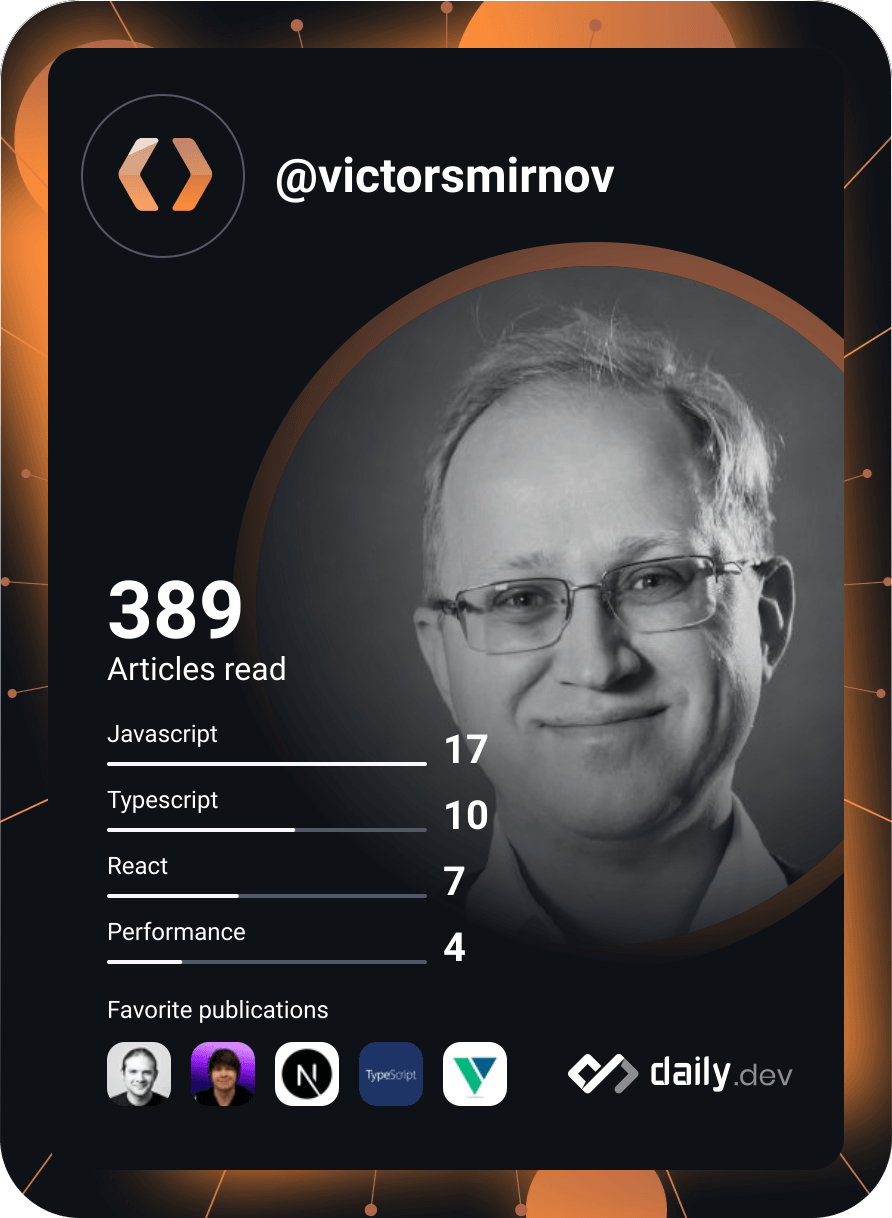 @victorsmirnov
389
Articles read
Javascript
17
Typescript
10
React
7
Performance
4
Favorite publications
N
TypeScript
daily.dev